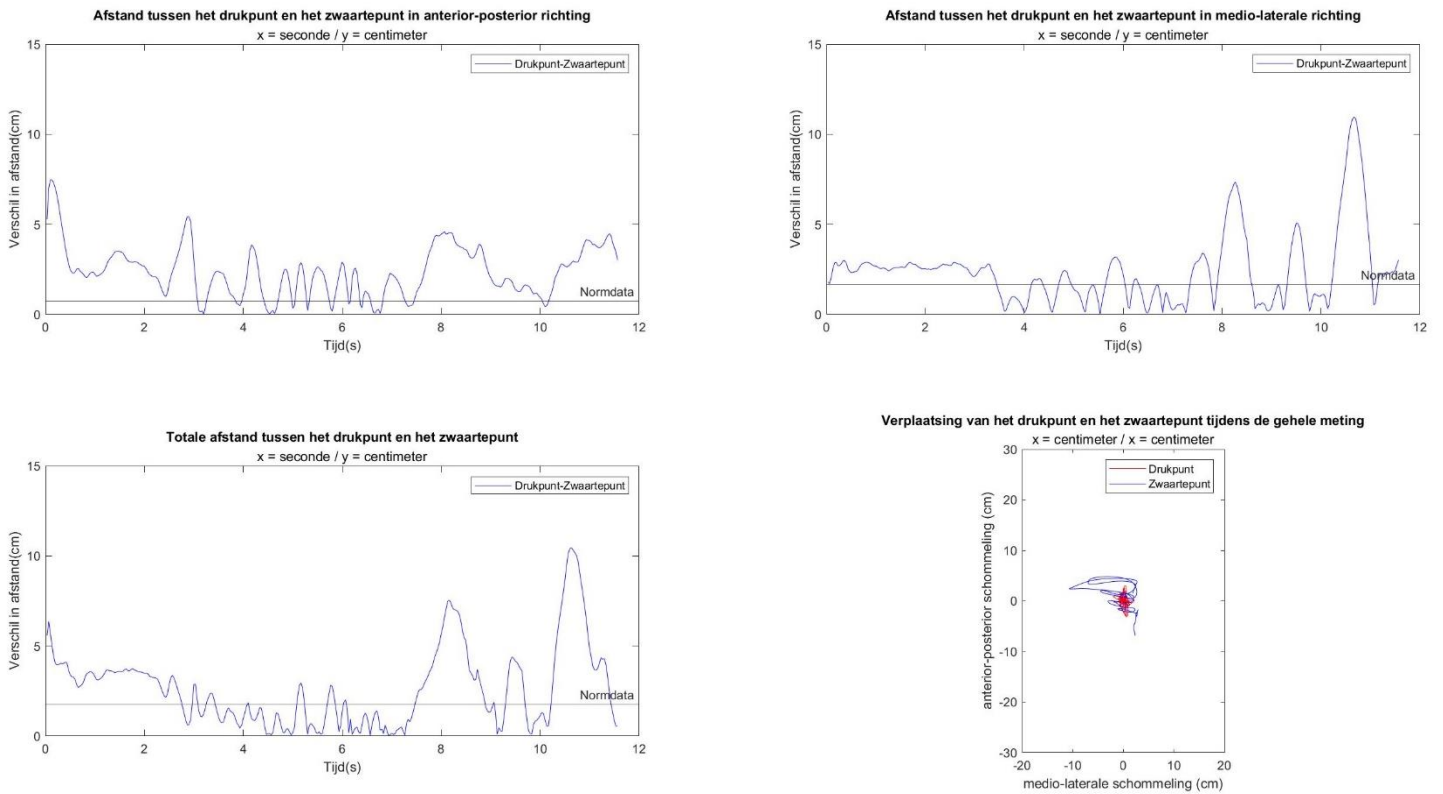 Afstand tussen het drukpunt en het zwaartepunt in anterior-posterior richting
x = seconde / y = centimeter
15
10
5
0
Verschil in afstand(cm)
Drukpunt-Zwaartepunt
Normdata
0 2 4 6 8 10 12
Tijd(s)
Afstand tussen het drukpunt en het zwaartepunt in medio-laterale richting
x = seconde / y = centimeter
15
10
5
0
Verschil in afstand(cm)
Drukpunt-Zwaartepunt
Normdata
0 2 4 6 8 10 12
Tijd(s)
Totale afstand tussen het drukpunt en het zwaartepunt
x = seconde / y = centimeter
15
10
5
0
Verschil in afstand(cm)
Drukpunt-Zwaartepunt
Normdata
0 2 4 6 8 10 12
Tijd(s)
Verplaatsing van het drukpunt en het zwaartepunt tijdens de gehele meting
x = centimeter / x = centimeter
30
20
10
0
-10
-20
-30
anterior-posterior schommeling (cm)
Drukpunt
Zwaartepunt
-20 -10 0 10 20
medio-laterale schommeling (cm)